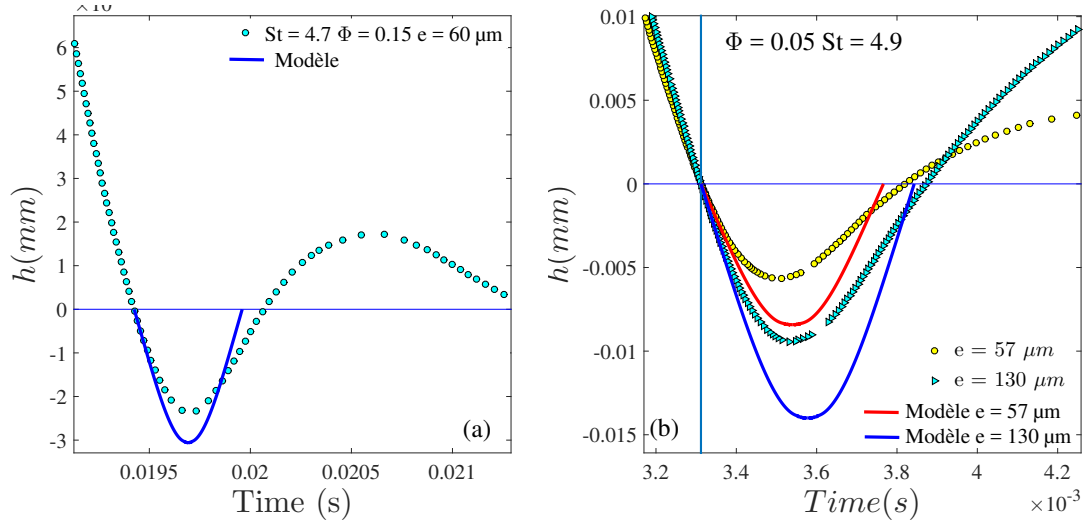 St = 4.7 Φ = 0.15 e = 60 μm
Modèle
6
5
4
3
2
1
0
-1
-2
-3
h(mm)
(a)
0.0195
0.02
0.0205
0.021
Time (s)
Φ = 0.05 St = 4.9
0.01
0.005
0
-0.005
-0.01
-0.015
h(mm)
e = 57 μm
e = 130 μm
Modèle e = 57 μm
Modèle e = 130 μm
(b)
3.2
3.4
3.6
3.8
4
4.2
Time(s)
×10⁻³